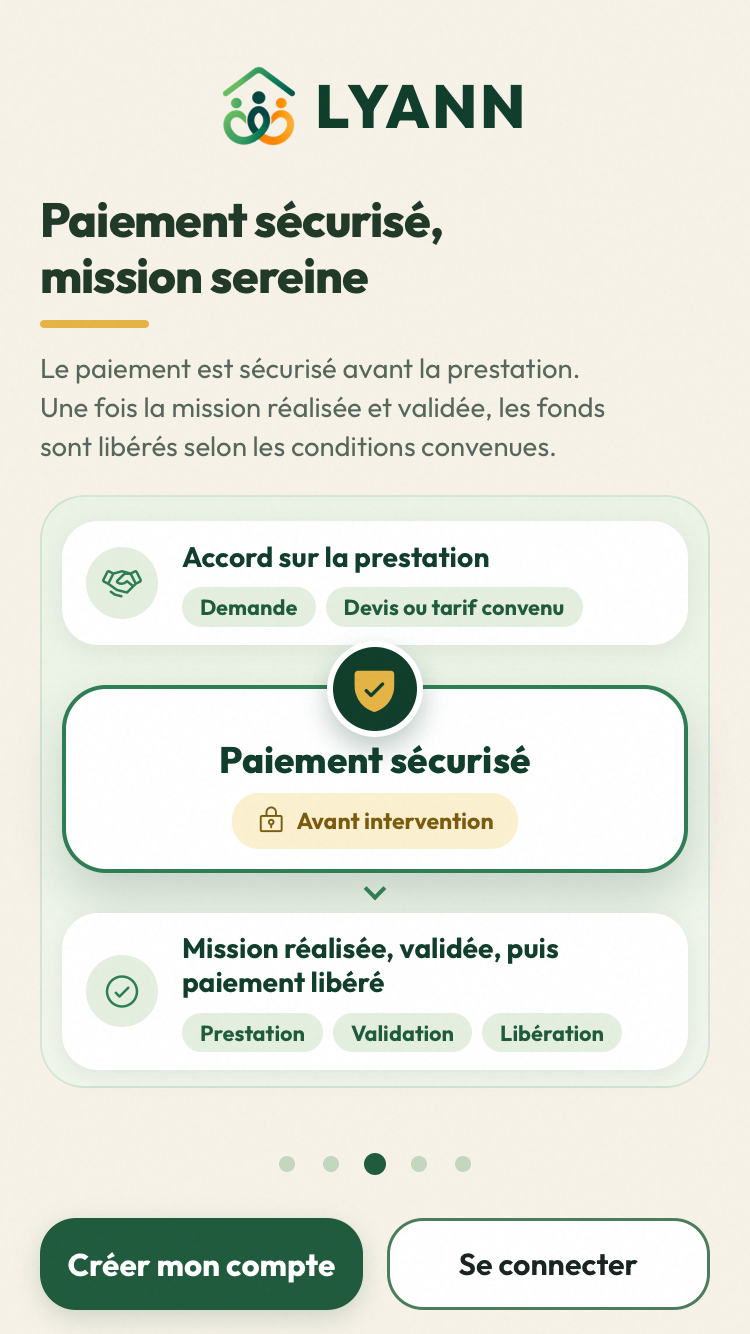 LYANN
Paiement sécurisé,
mission sereine
Le paiement est sécurisé avant la prestation.
Une fois la mission réalisée et validée, les fonds
sont libérés selon les conditions convenues.
Accord sur la prestation
Demande
Devis ou tarif convenu
Paiement sécurisé
Avant intervention
Mission réalisée, validée, puis
paiement libéré
Prestation
Validation
Libération
Créer mon compte
Se connecter